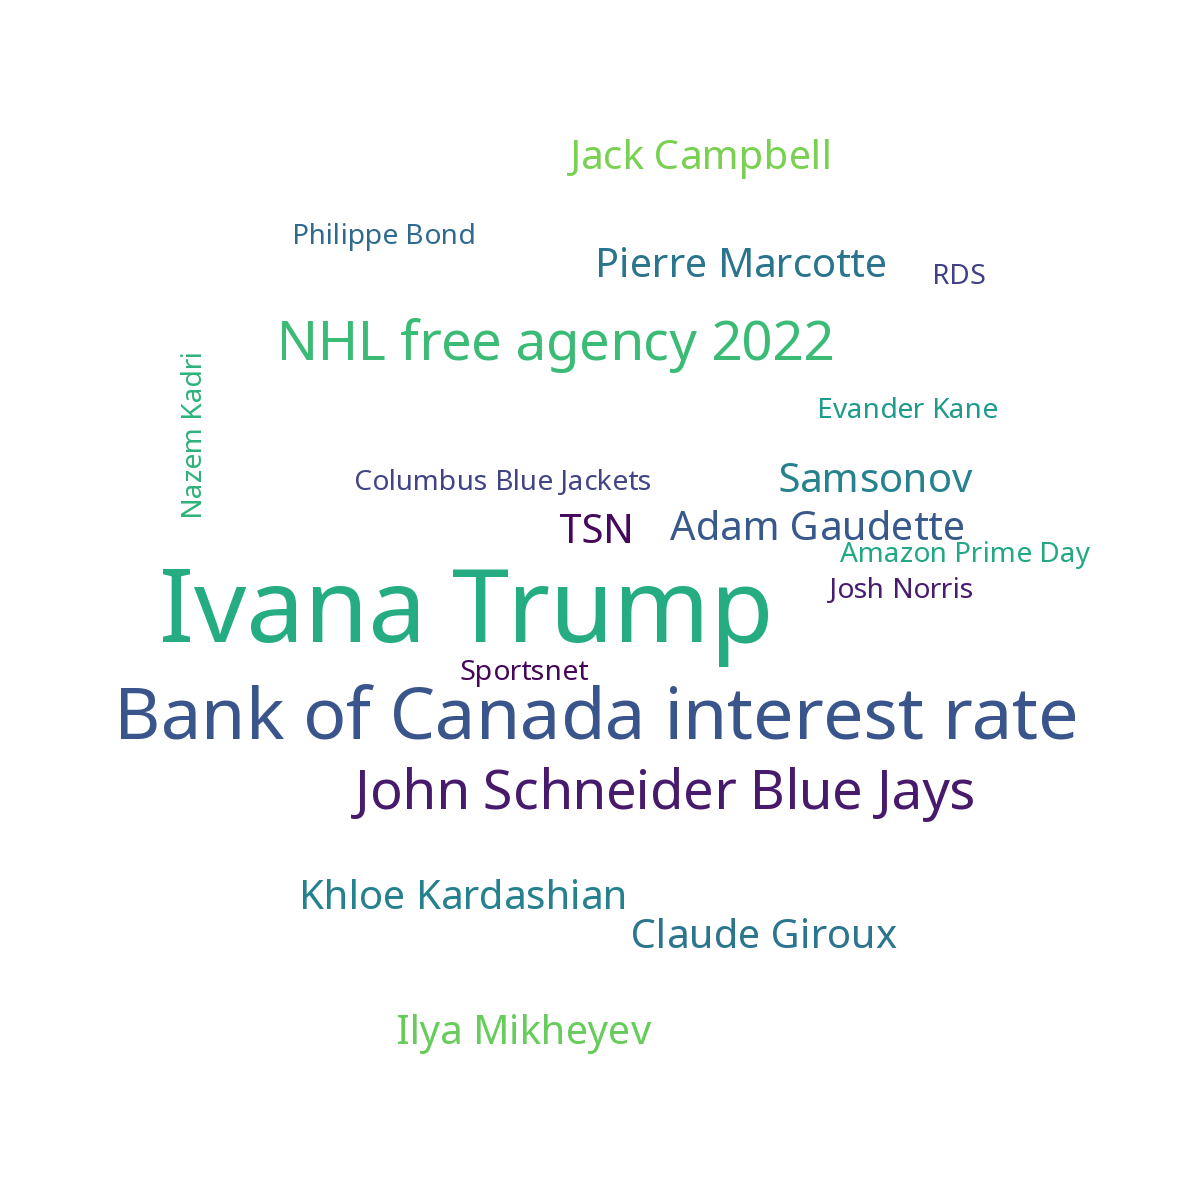 Jack Campbell
Philippe Bond
Pierre Marcotte
RDS
NHL free agency 2022
Nazem Kadri
Evander Kane
Columbus Blue Jackets
Samsonov
TSN
Adam Gaudette
Amazon Prime Day
Josh Norris
Ivana Trump
Sportsnet
Bank of Canada interest rate
John Schneider Blue Jays
Khloe Kardashian
Claude Giroux
Ilya Mikheyev